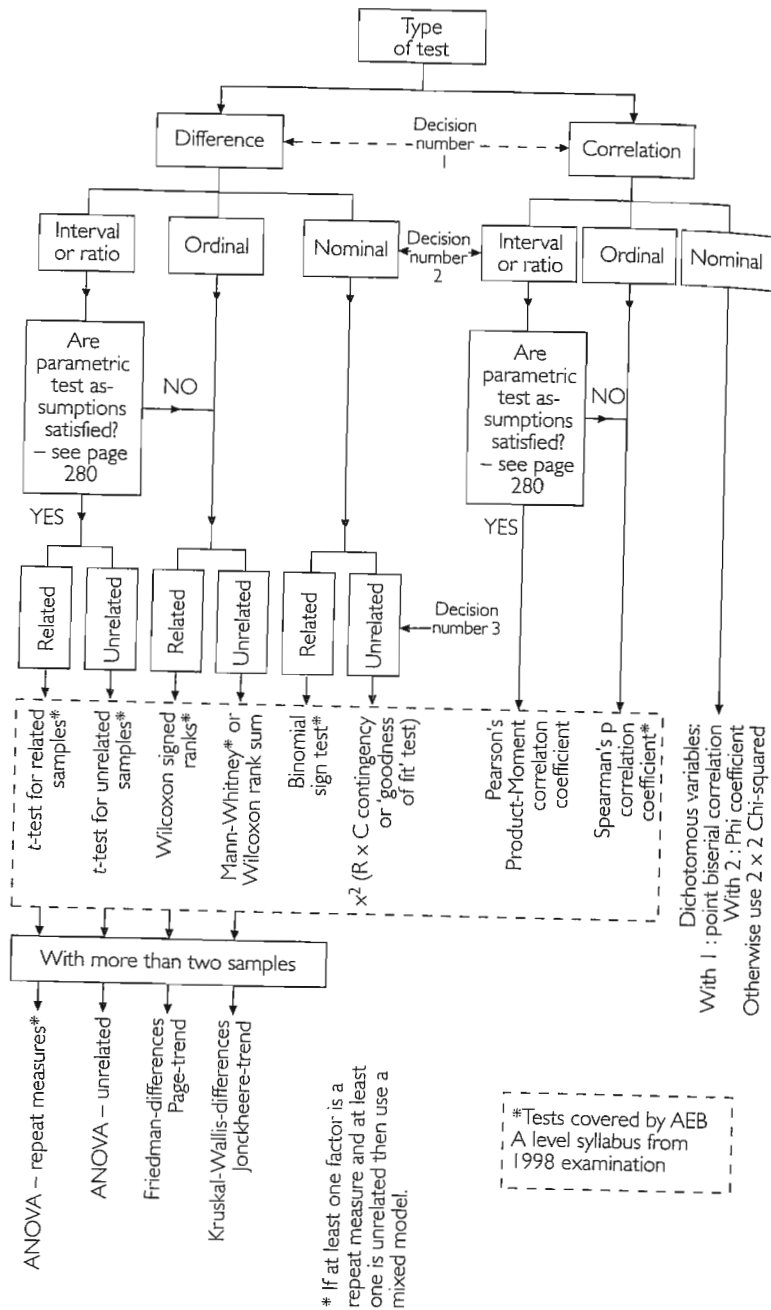 Type
of test
Difference
Decision
number
1
Correlation
Interval
or ratio
Ordinal
Nominal
Decision
number
2
Interval
or ratio
Ordinal
Nominal
Are
parametric
test as-
sumptions
satisfied?
– see page
280
NO
YES
Are
parametric
test as-
sumptions
satisfied?
– see page
280
NO
YES
Related
Unrelated
Related
Unrelated
Related
Unrelated
Decision
number 3
t-test for related
samples*
t-test for unrelated
samples*
Wilcoxon signed
ranks*
Mann-Whitney* or
Wilcoxon rank sum
Binomial
sign test*
x² (R x C contingency
or 'goodness
of fit' test)
Pearson's
Product-Moment
correlaton
coefficient
Spearman's p
correlation
coefficient*
Dichotomous variables:
With 1 : point biserial correlation
With 2 : Phi coefficient
Otherwise use 2 x 2 Chi-squared
With more than two samples
ANOVA – repeat measures*
ANOVA – unrelated
Friedman-differences
Page-trend
Kruskal-Wallis-differences
Jonckheere-trend
* If at least one factor is a
repeat measure and at least
one is unrelated then use a
mixed model.
*Tests covered by AEB
A level syllabus from
1998 examination